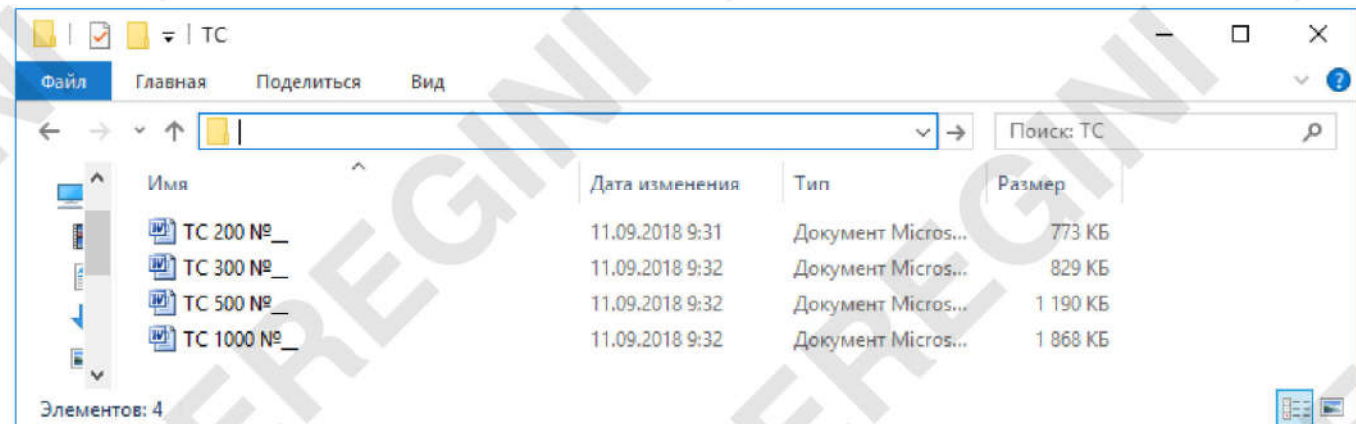 ТС
Файл Главная Поделиться Вид
Поиск: ТС
Имя Дата изменения Тип Размер
ТС 200 №__ 11.09.2018 9:31 Документ Micros... 773 КБ
ТС 300 №__ 11.09.2018 9:32 Документ Micros... 829 КБ
ТС 500 №__ 11.09.2018 9:32 Документ Micros... 1 190 КБ
ТС 1000 №__ 11.09.2018 9:32 Документ Micros... 1 868 КБ
Элементов: 4